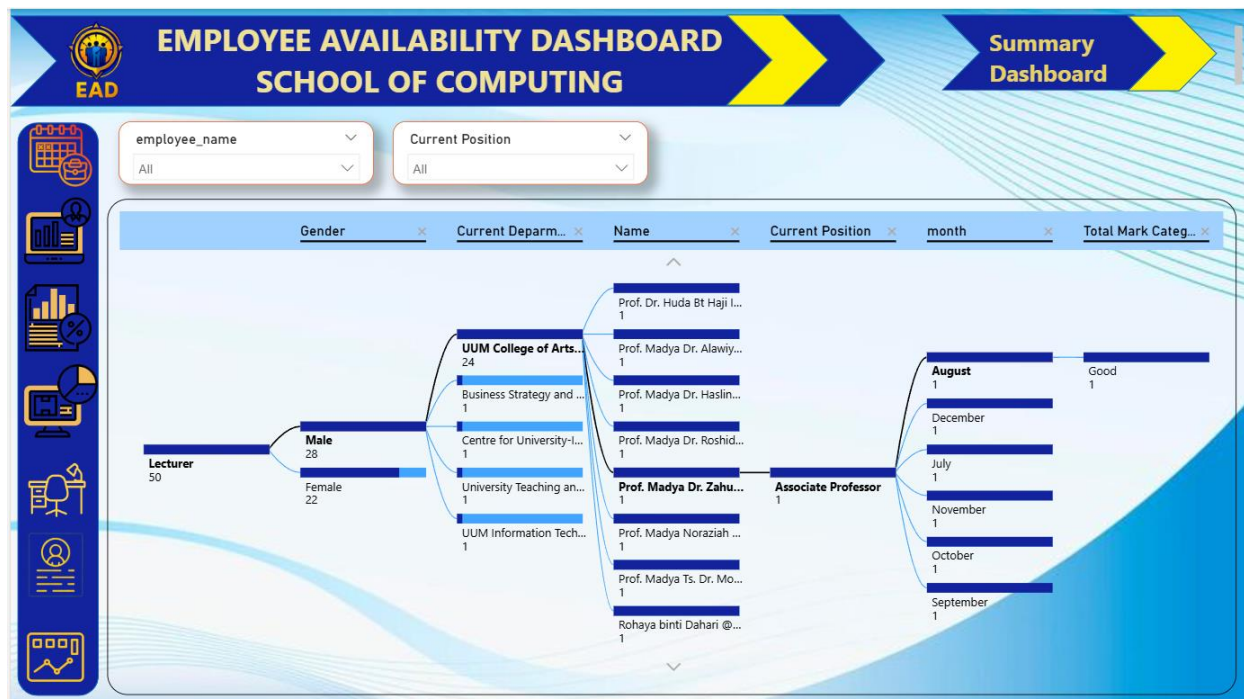 EMPLOYEE AVAILABILITY DASHBOARD
SCHOOL OF COMPUTING
EAD
Summary
Dashboard
employee_name
All
Current Position
All
Gender
Current Deparm...
Name
Current Position
month
Total Mark Categ...
Lecturer
50
Male
28
Female
22
UUM College of Arts...
24
Business Strategy and ...
1
Centre for University-I...
1
University Teaching an...
1
UUM Information Tech...
1
Prof. Dr. Huda Bt Haji I...
1
Prof. Madya Dr. Alawiy...
1
Prof. Madya Dr. Haslin...
1
Prof. Madya Dr. Roshid...
1
Prof. Madya Dr. Zahu...
1
Prof. Madya Noraziah ...
1
Prof. Madya Ts. Dr. Mo...
1
Rohaya binti Dahari @...
1
Associate Professor
1
August
1
December
1
July
1
November
1
October
1
September
1
Good
1